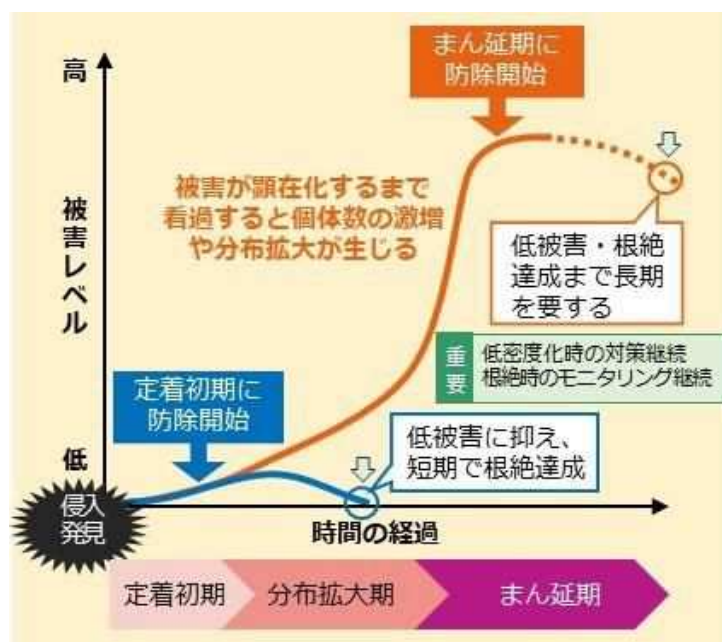 高
被害レベル
低
まん延期に
防除開始
被害が顕在化するまで
看過すると個体数の激増
や分布拡大が生じる
低被害・根絶
達成まで長期
を要する
重要
低密度化時の対策継続
根絶時のモニタリング継続
定着初期に
防除開始
低被害に抑え、
短期で根絶達成
侵入
発見
時間の経過
定着初期
分布拡大期
まん延期